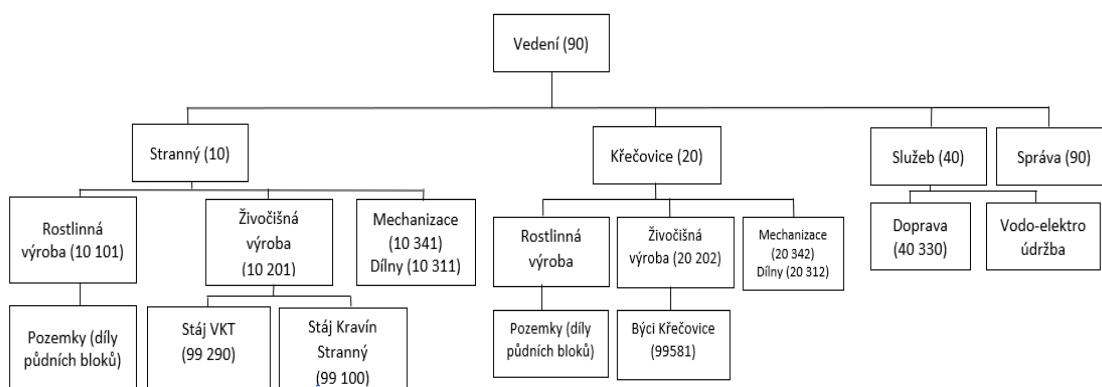 Vedení (90)
Stranný (10)
Křečovice (20)
Služeb (40)
Správa (90)
Rostlinná
výroba (10 101)
Živočišná
výroba
(10 201)
Mechanizace
(10 341)
Dílny (10 311)
Rostlinná
výroba
Živočišná
výroba (20 202)
Mechanizace
(20 342)
Dílny (20 312)
Doprava
(40 330)
Vodo-elektro
údržba
Pozemky (díly
půdních bloků)
Stáj VKT
(99 290)
Stáj Kravín
Stranný
(99 100)
Pozemky (díly
půdních bloků)
Býci Křečovice
(99581)